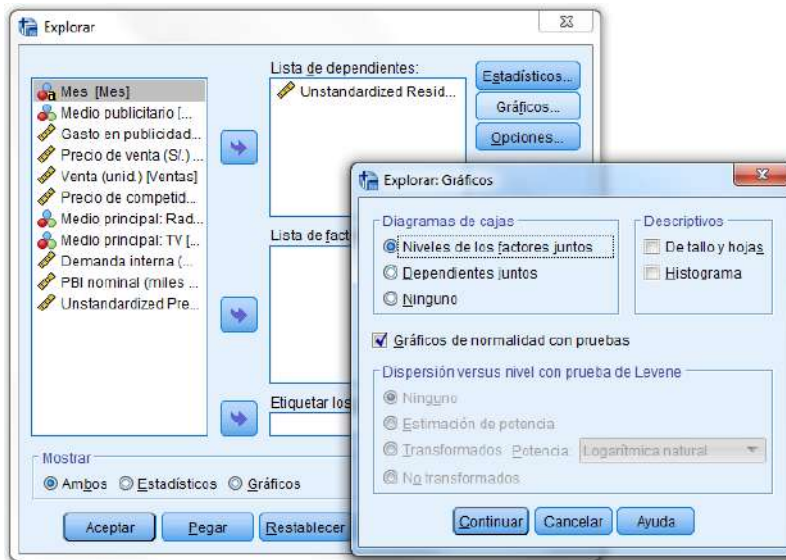 Explorar
Mes [Mes]
Medio publicitario [...
Gasto en publicidad...
Precio de venta (S/.) ...
Venta (unid.) [Ventas]
Precio de competid...
Medio principal: Rad...
Medio principal: TV [...
Demanda interna (...
PBI nominal (miles ...
Unstandardized Pre...
Lista de dependientes:
Unstandardized Resid...
Lista de fact
Etiquetar los
Estadísticos...
Gráficos...
Opciones...
Mostrar
Ambos Estadísticos Gráficos
Aceptar Pegar Restablecer
Explorar: Gráficos
Diagramas de cajas
Niveles de los factores juntos
Dependientes juntos
Ninguno
Descriptivos
De tallo y hojas
Histograma
Gráficos de normalidad con pruebas
Dispersión versus nivel con prueba de Levene
Ninguno
Estimación de potencia
Transformados Potencia: Logarítmica natural
No transformados
Continuar Cancelar Ayuda